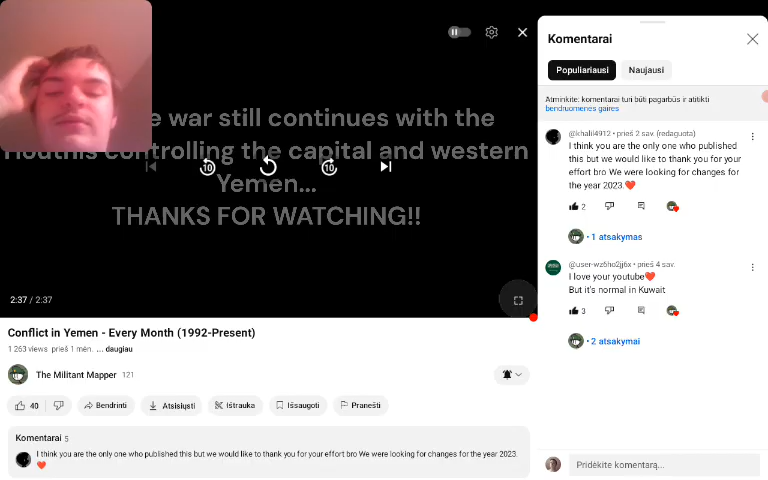 e war still continues with the
controlling the capital and western
Yemen...
THANKS FOR WATCHING!!
10
10
2:37 / 2:37
Conflict in Yemen - Every Month (1992-Present)
1 263 views prieš 1 mėn. ... daugiau
The Militant Mapper 121
40
Bendrinti
Atsisiųsti
Ištrauka
Išsaugoti
Pranešti
Komentarai 5
I think you are the only one who published this but we would like to thank you for your effort bro We were looking for changes for the year 2023.
❤️
Komentarai
Populiariausi
Naujausi
Atminkite: komentarai turi būti pagarbūs ir atitikti
bendruomenės gaires
@khalil4912 • prieš 2 sav. (redaguota)
I think you are the only one who published
this but we would like to thank you for your
effort bro We were looking for changes for
the year 2023.❤️
2
• 1 atsakymas
@user-wz6ho2jj6x • prieš 4 sav.
I love your youtube❤️
But it's normal in Kuwait
3
• 2 atsakymai
Pridėkite komentarą...